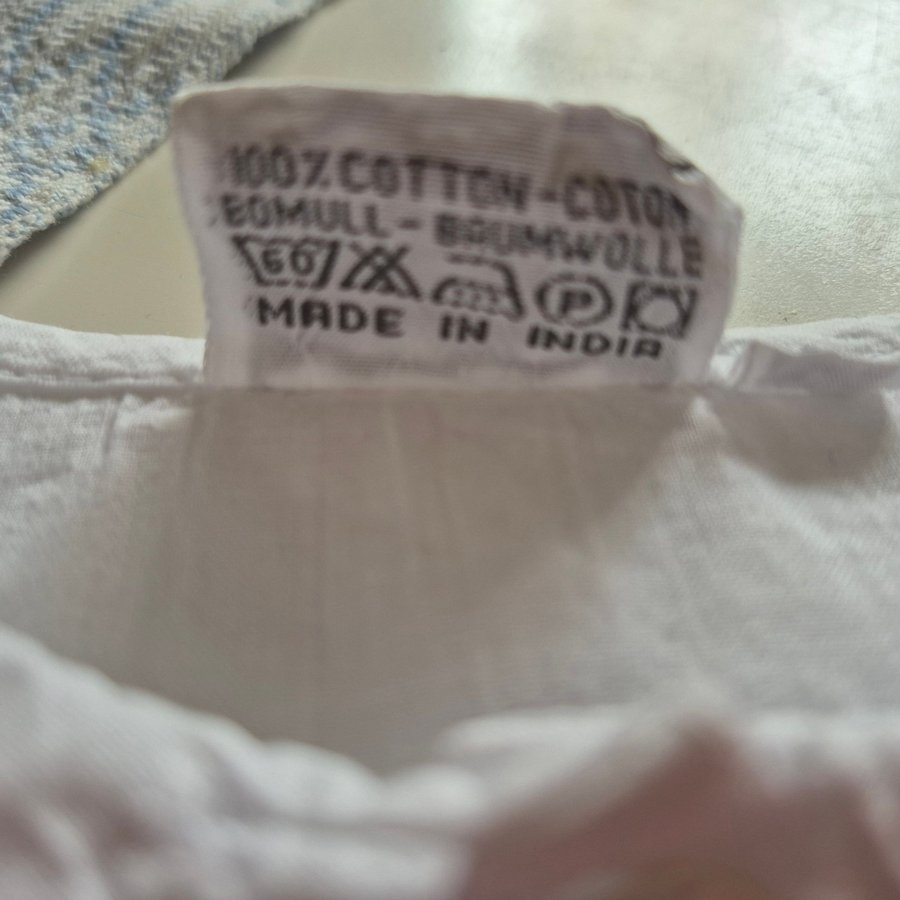 100% COTTON - COTON
BOMULL - BAUMWOLLE
60 P
MADE IN INDIA